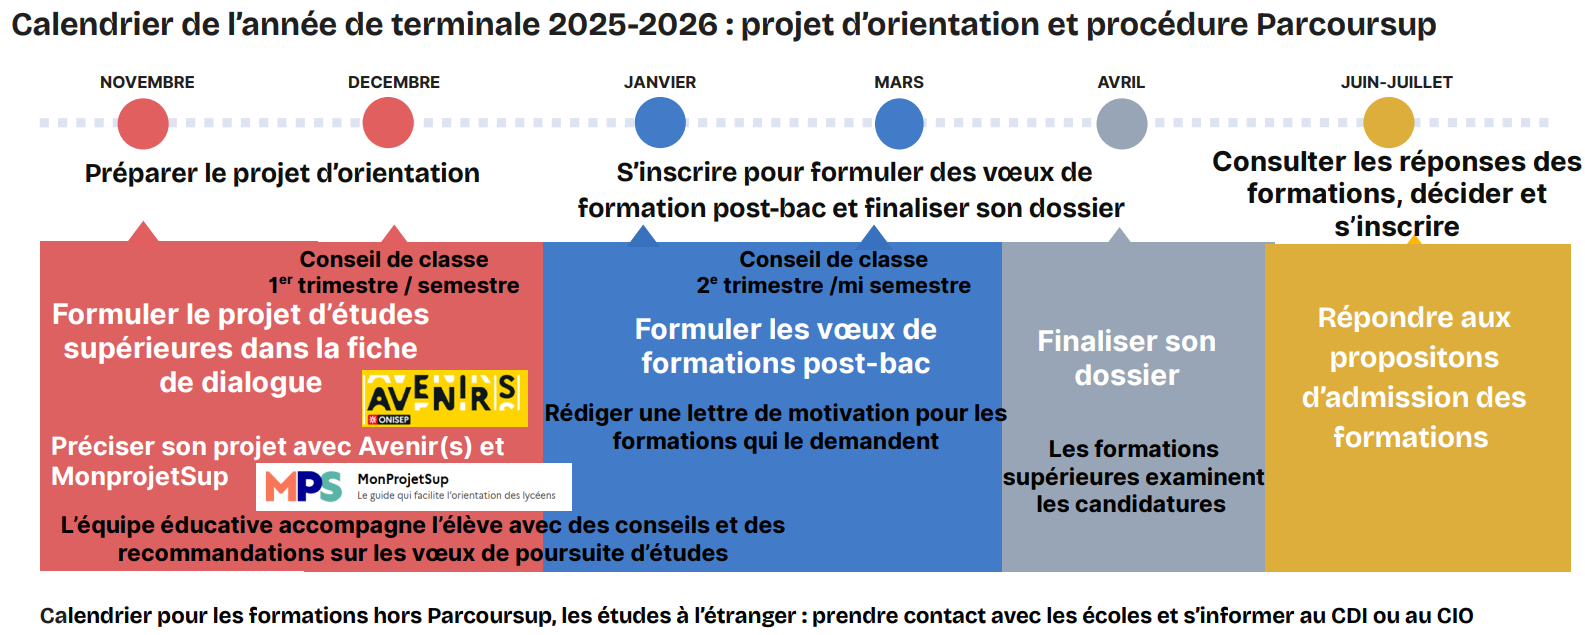 Calendrier de l'année de terminale 2025-2026 : projet d'orientation et procédure Parcoursup
NOVEMBRE
DECEMBRE
JANVIER
MARS
AVRIL
JUIN-JUILLET
Préparer le projet d'orientation
S'inscrire pour formuler des vœux de
formation post-bac et finaliser son dossier
Consulter les réponses des
formations, décider et
s'inscrire
Conseil de classe
1er trimestre / semestre
Formuler le projet d'études
supérieures dans la fiche
de dialogue
AVENIRS
ONISEP
Préciser son projet avec Avenir(s) et
MonprojetSup
MPS
MonProjetSup
Le guide qui facilite l'orientation des lycéens
L'équipe éducative accompagne l'élève avec des conseils et des
recommandations sur les vœux de poursuite d'études
Conseil de classe
2e trimestre /mi semestre
Formuler les vœux de
formations post-bac
Rédiger une lettre de motivation pour les
formations qui le demandent
Finaliser son
dossier
Les formations
supérieures examinent
les candidatures
Répondre aux
propositons
d'admission des
formations
Calendrier pour les formations hors Parcoursup, les études à l'étranger : prendre contact avec les écoles et s'informer au CDI ou au CIO